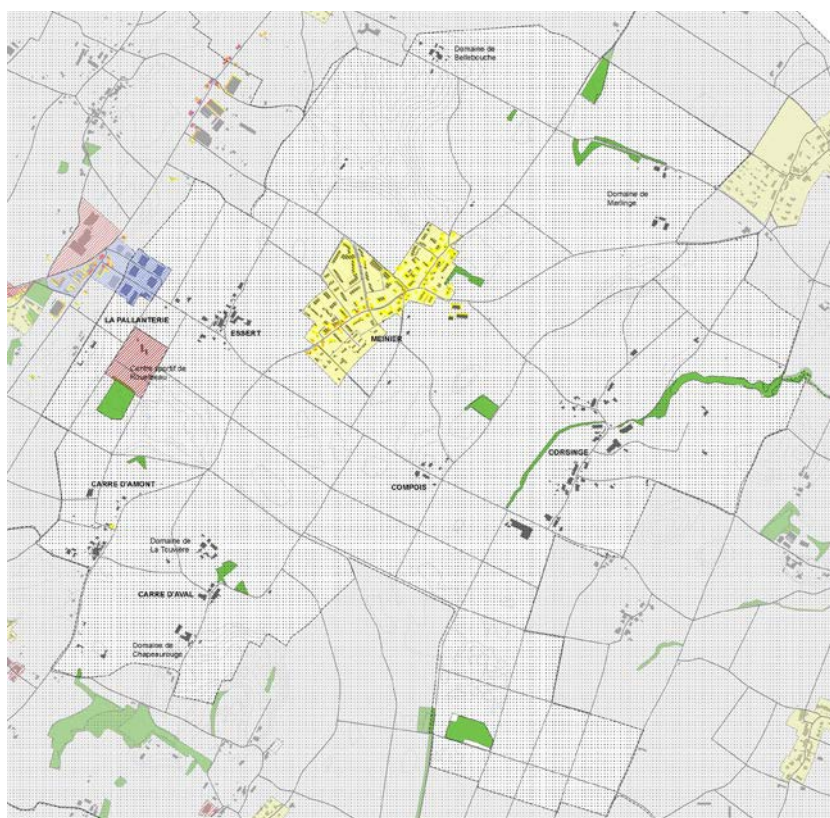 Domaine de
Bellebouche
Domaine de
Merlinge
LA PALLANTERIE
ESSERT
MEINIER
Centre sportif de
Rouelbeau
CORSINGE
CARRE D'AMONT
COMPOIS
Domaine de
La Touvière
CARRE D'AVAL
Domaine de
Chapeaurouge